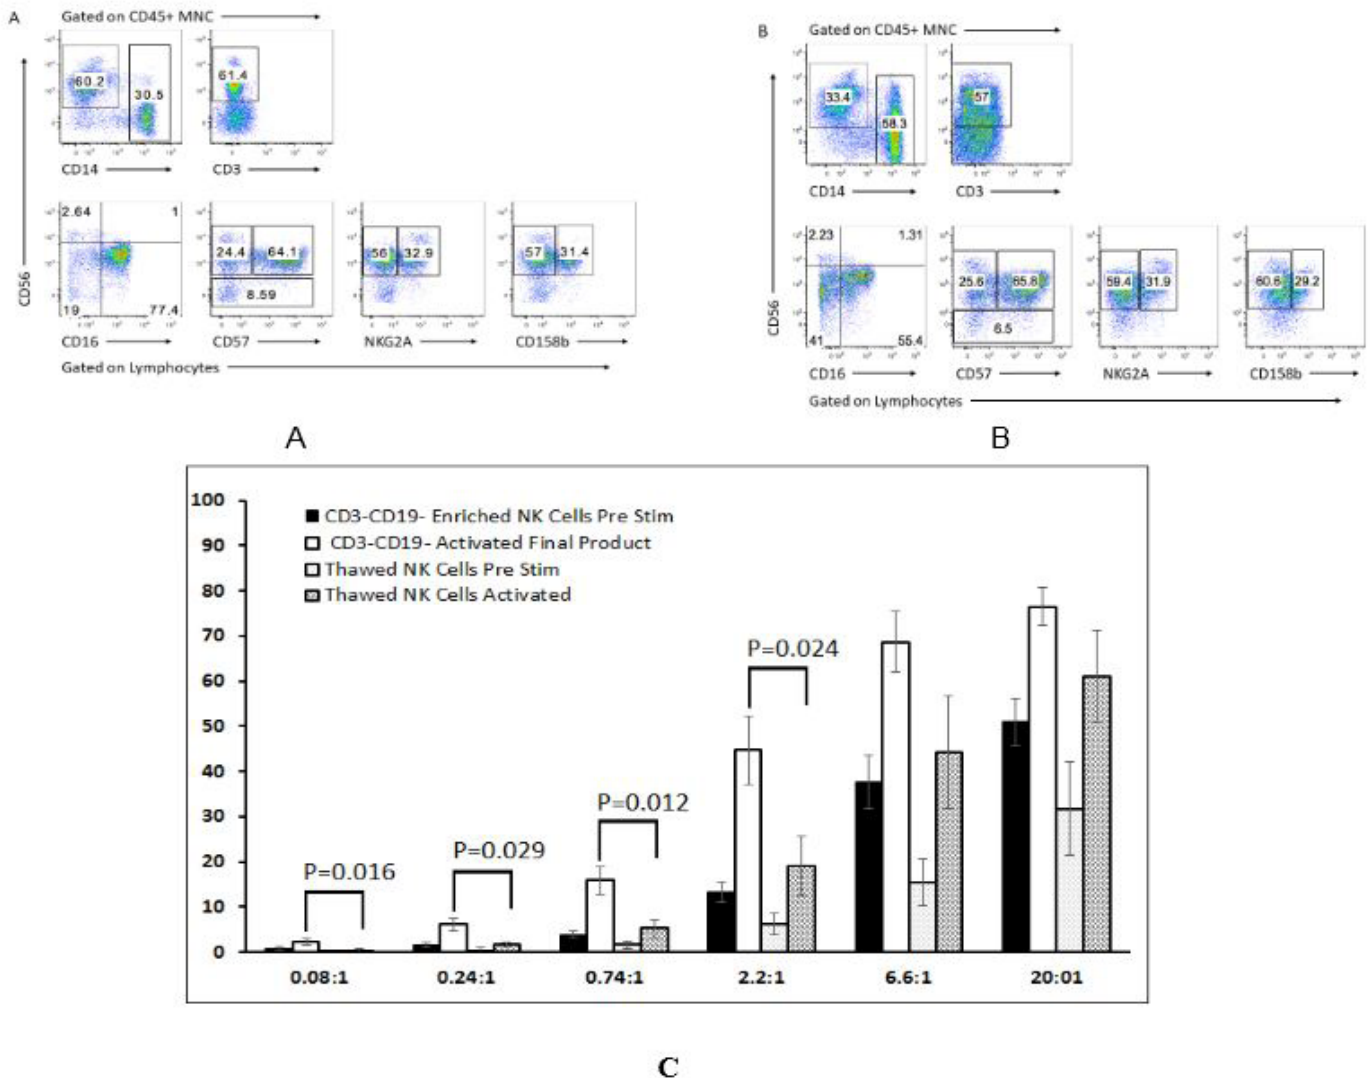 A
Gated on CD45+ MNC
60.2
30.5
61.4
CD14
CD3
CD56
2.64
1
19
77.4
24.4
64.1
8.59
56
32.9
57
31.4
CD16
CD57
NKG2A
CD158b
Gated on Lymphocytes
A
B
Gated on CD45+ MNC
33.4
58.3
57
CD14
CD3
CD56
2.23
1.31
41
55.4
25.6
65.8
6.5
59.4
31.9
60.6
29.2
CD16
CD57
NKG2A
CD158b
Gated on Lymphocytes
B
100
90
80
70
60
50
40
30
20
10
0
CD3-CD19- Enriched NK Cells Pre Stim
CD3-CD19- Activated Final Product
Thawed NK Cells Pre Stim
Thawed NK Cells Activated
P=0.016
P=0.029
P=0.012
P=0.024
0.08:1
0.24:1
0.74:1
2.2:1
6.6:1
20:01
C